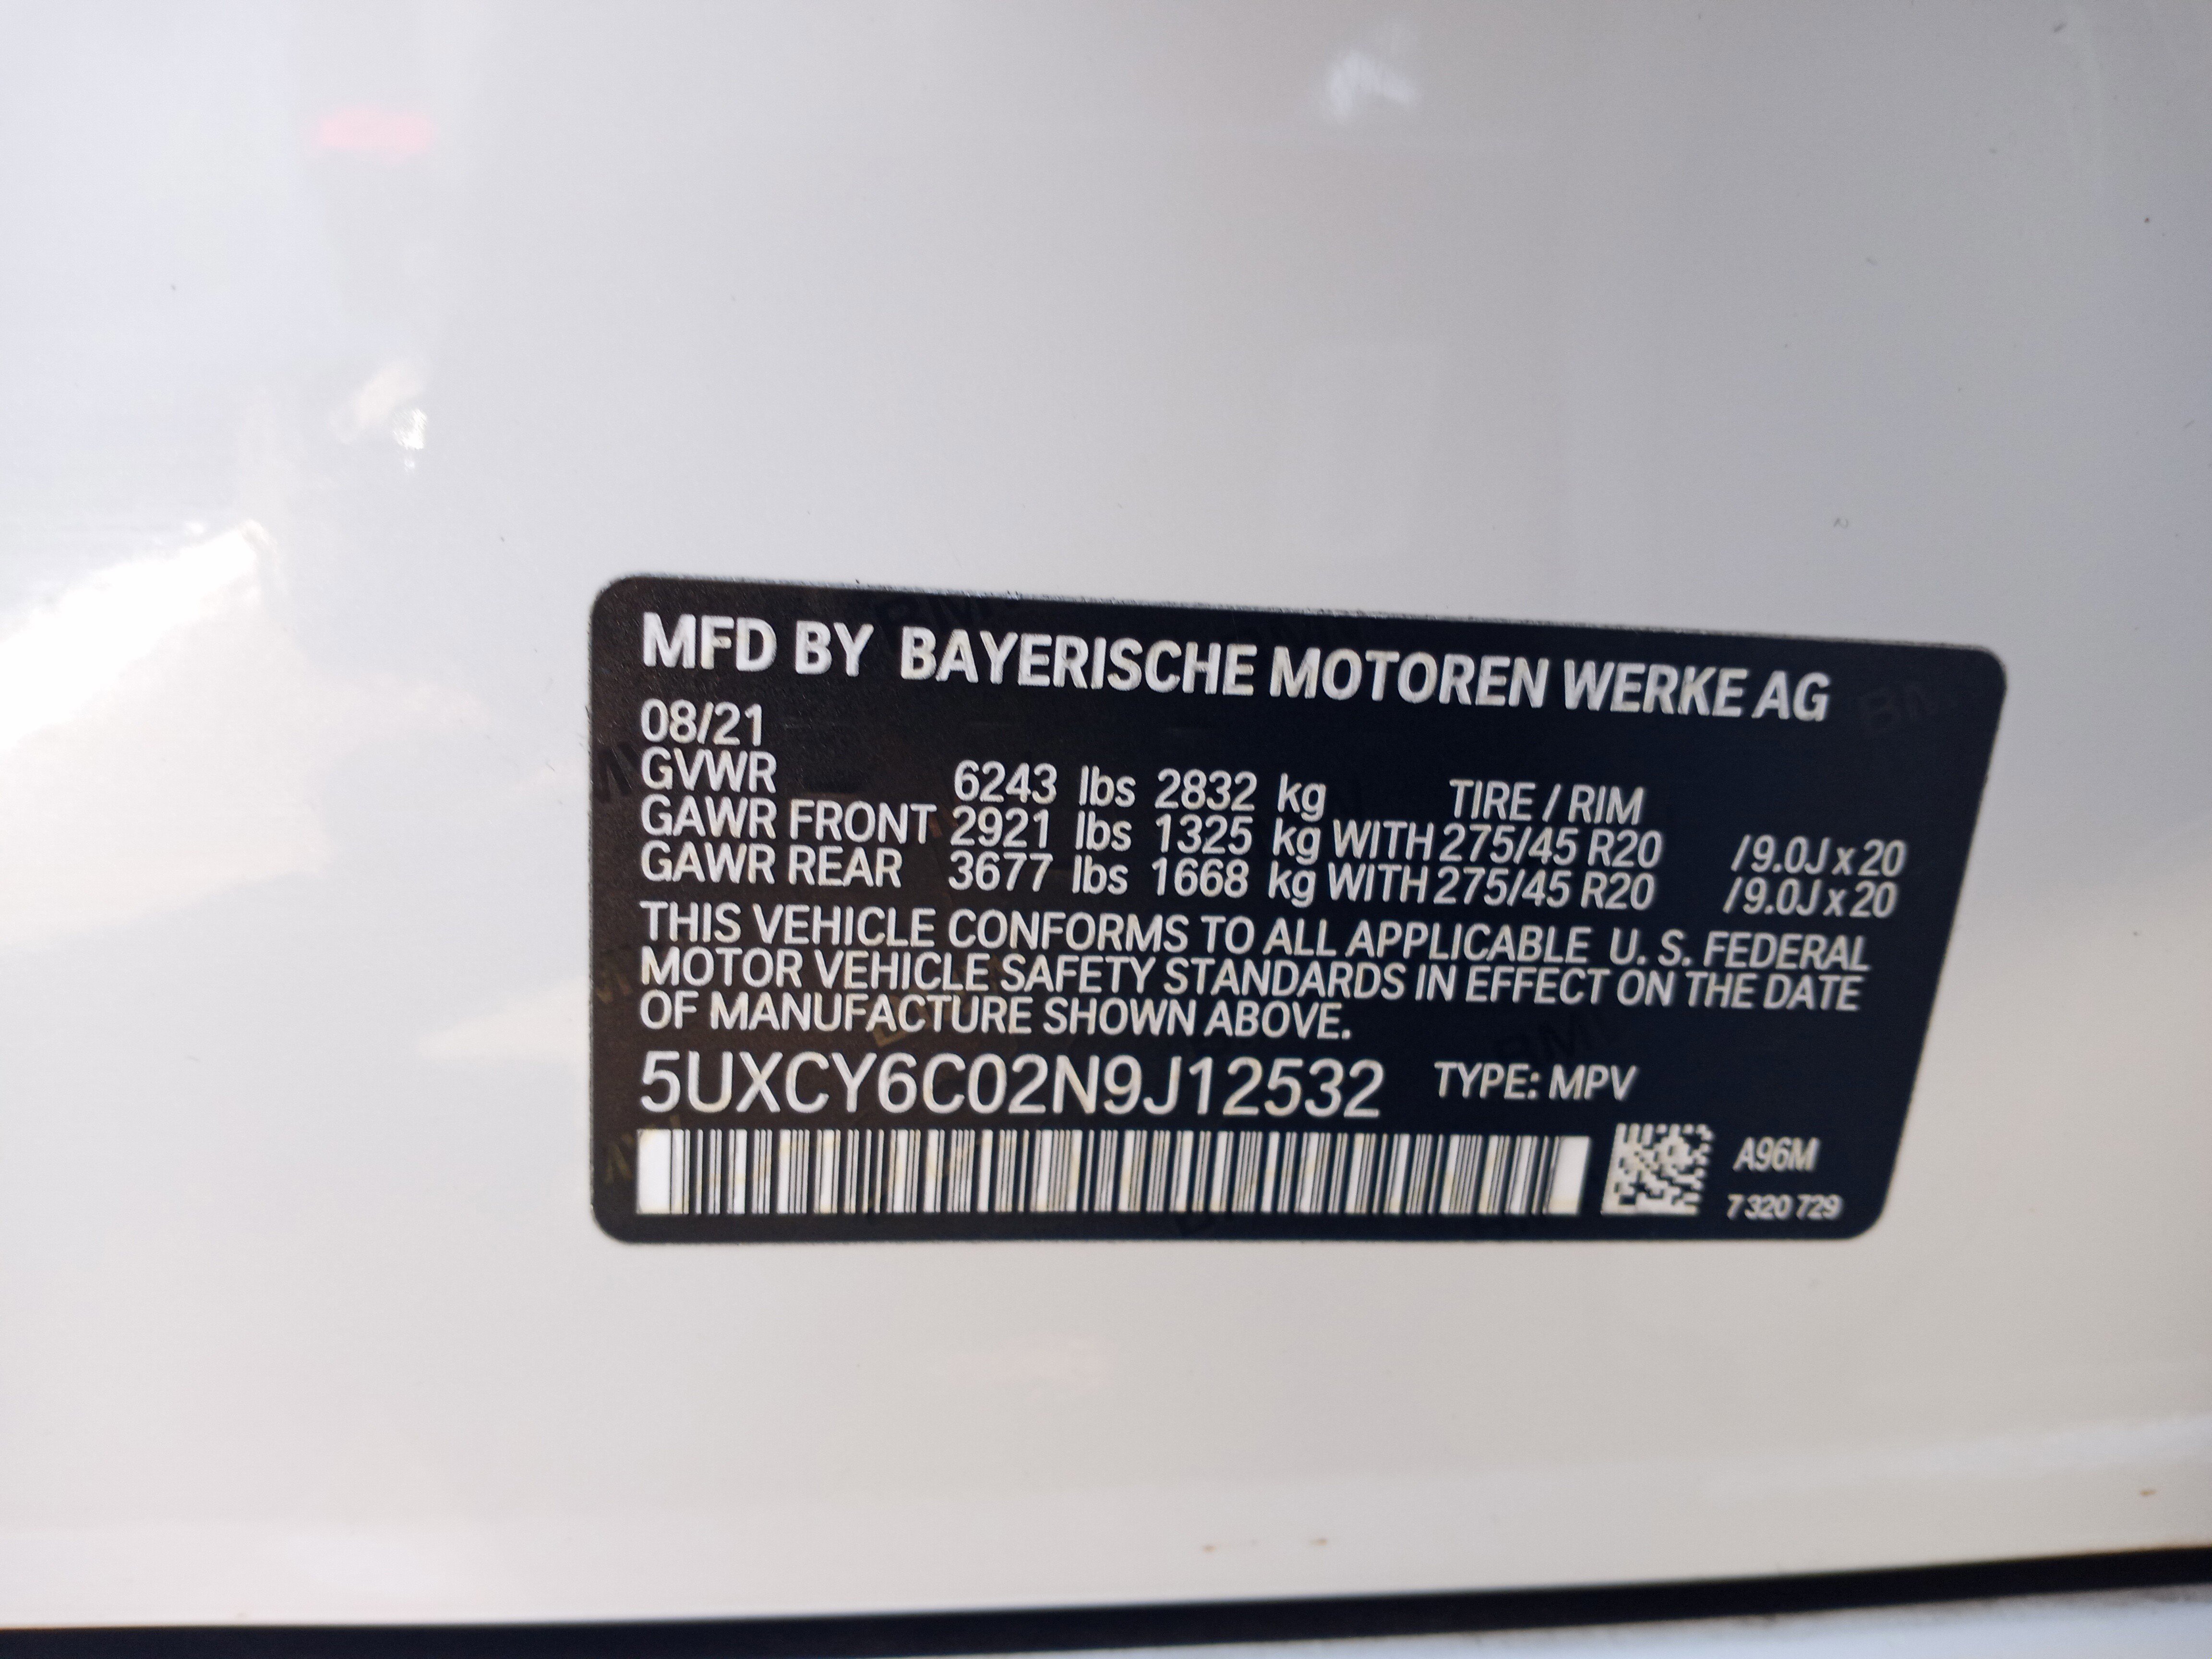 MFD BY BAYERISCHE MOTOREN WERKE AG
08/21
GVWR 6243 lbs 2832 kg TIRE / RIM
GAWR FRONT 2921 lbs 1325 kg WITH 275/45 R20 /9.0J x 20
GAWR REAR 3677 lbs 1668 kg WITH 275/45 R20 /9.0J x 20
THIS VEHICLE CONFORMS TO ALL APPLICABLE U. S. FEDERAL
MOTOR VEHICLE SAFETY STANDARDS IN EFFECT ON THE DATE
OF MANUFACTURE SHOWN ABOVE.
5UXCY6C02N9J12532 TYPE: MPV
A96M
7 320 729